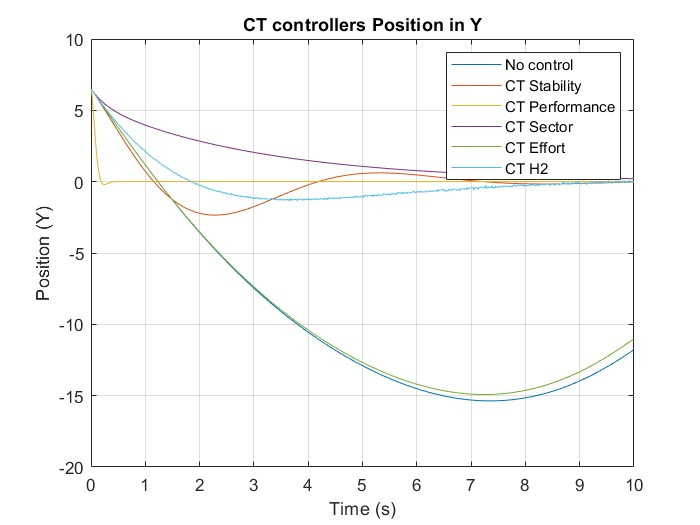 CT controllers Position in Y
10
5
0
-5
-10
-15
-20
Position (Y)
No control
CT Stability
CT Performance
CT Sector
CT Effort
CT H2
0 1 2 3 4 5 6 7 8 9 10
Time (s)